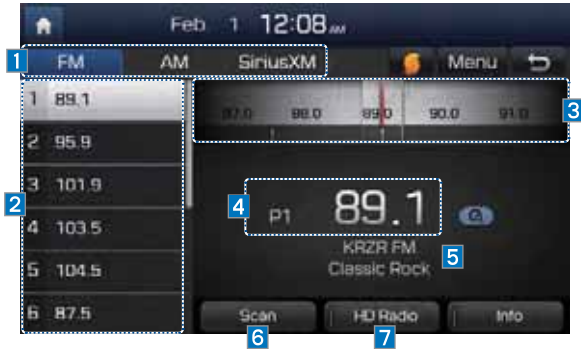 Feb 1 12:08 AM
1 FM AM SiriusXM Menu
1 89.1
2 95.9
3 101.9
4 103.5
5 104.5
6 87.5
2
87.0 88.0 89.0 90.0 91.0
3
4 P1 89.1
KRZR FM
Classic Rock
5
Scan HD Radio Info
6 7